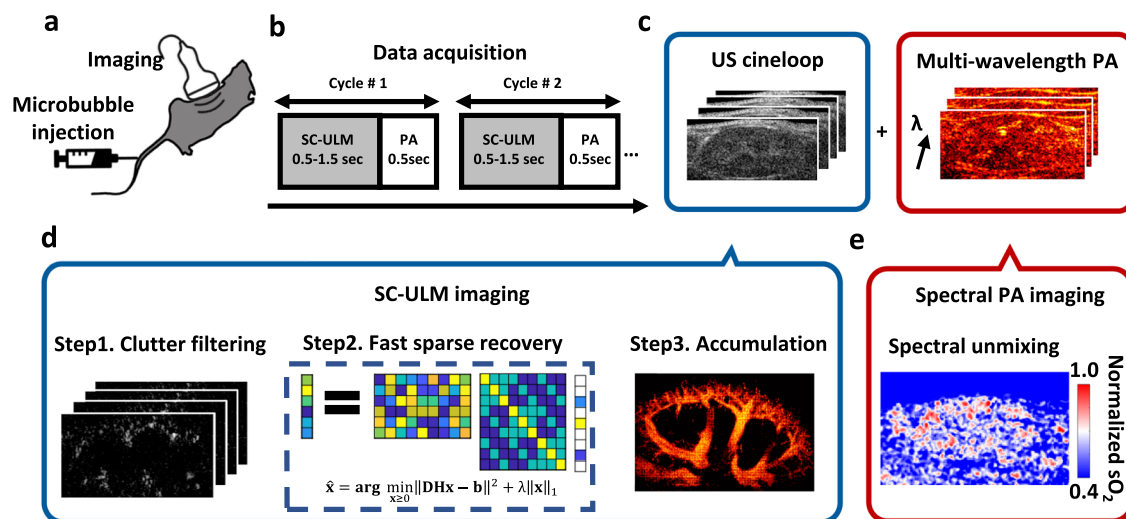 a
Imaging
Microbubble
injection
b
Data acquisition
Cycle # 1
Cycle # 2
SC-ULM
0.5-1.5 sec
PA
0.5sec
SC-ULM
0.5-1.5 sec
PA
0.5sec
...
c
US cineloop
+
Multi-wavelength PA
λ
d
SC-ULM imaging
Step1. Clutter filtering
Step2. Fast sparse recovery
x̂ = arg min x≥0 ‖DHx − b‖² + λ‖x‖₁
Step3. Accumulation
e
Spectral PA imaging
Spectral unmixing
1.0
0.4
Normalized sO₂